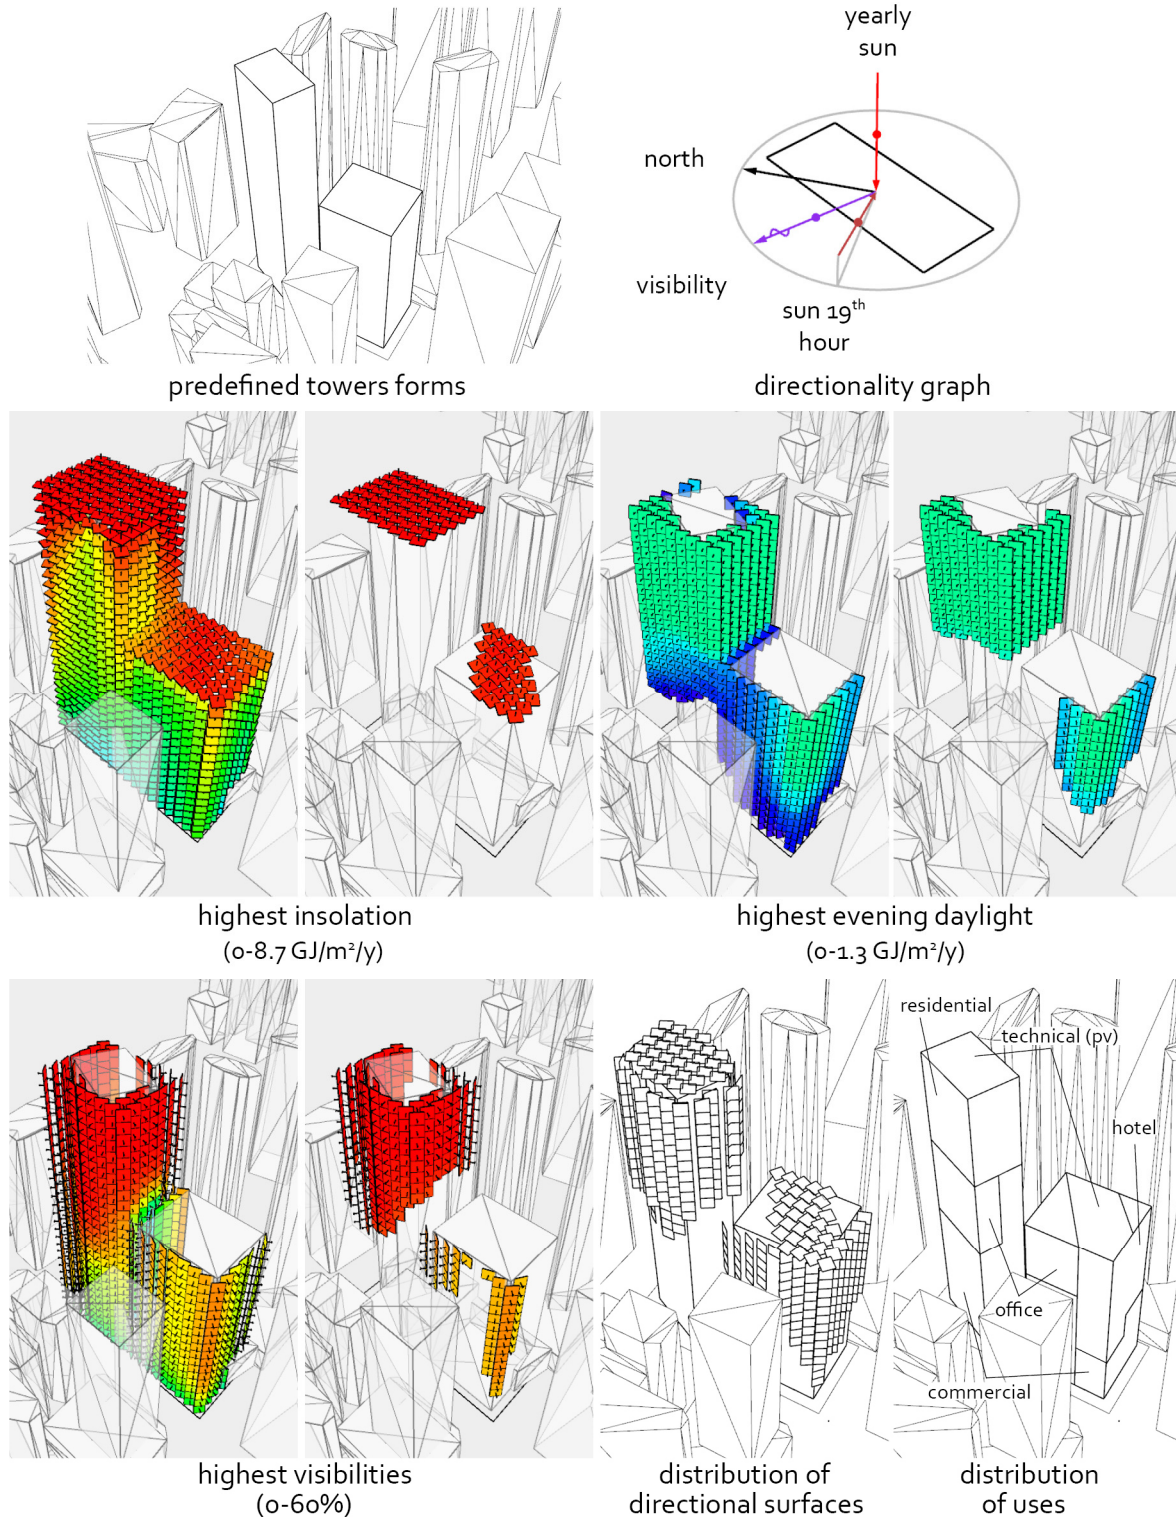 yearly
sun
north
visibility
sun 19th
hour
predefined towers forms
directionality graph
highest insolation
(0-8.7 GJ/m²/y)
highest evening daylight
(0-1.3 GJ/m²/y)
residential
technical (pv)
hotel
office
commercial
highest visibilities
(0-60%)
distribution of
directional surfaces
distribution
of uses